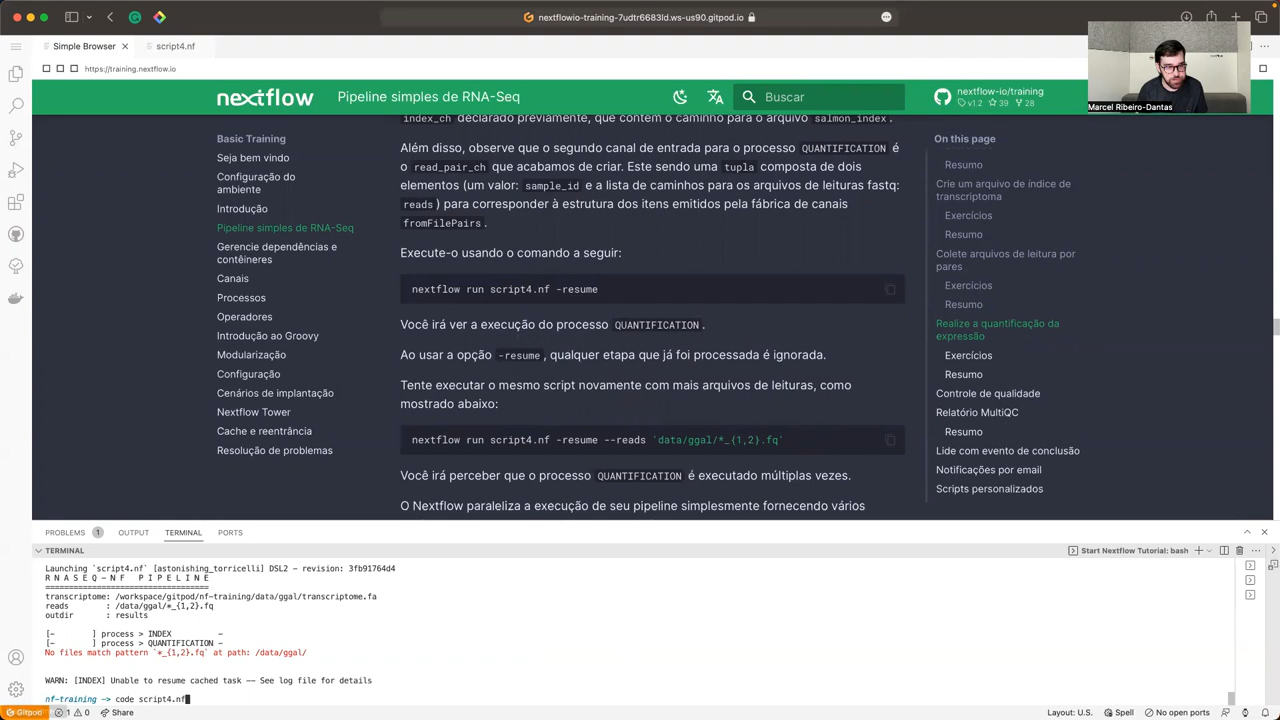 nextflowio-training-7udtr6683ld.ws-us90.gitpod.io
Simple Browser
script4.nf
https://training.nextflow.io
Marcel Ribeiro-Dantas
nextflow
Pipeline simples de RNA-Seq
Buscar
nextflow-io/training
v1.2 39 28
Basic Training
Seja bem vindo
Configuração do
ambiente
Introdução
Pipeline simples de RNA-Seq
Gerencie dependências e
contêineres
Canais
Processos
Operadores
Introdução ao Groovy
Modularização
Configuração
Cenários de implantação
Nextflow Tower
Cache e reentrância
Resolução de problemas
index_ch declarado previamente, que contém o caminho para o arquivo salmon_index.
Além disso, observe que o segundo canal de entrada para o processo QUANTIFICATION é
o read_pair_ch que acabamos de criar. Este sendo uma tupla composta de dois
elementos (um valor: sample_id e a lista de caminhos para os arquivos de leituras fastq:
reads ) para corresponder à estrutura dos itens emitidos pela fábrica de canais
fromFilePairs.
Execute-o usando o comando a seguir:
nextflow run script4.nf -resume
Você irá ver a execução do processo QUANTIFICATION.
Ao usar a opção -resume, qualquer etapa que já foi processada é ignorada.
Tente executar o mesmo script novamente com mais arquivos de leituras, como
mostrado abaixo:
nextflow run script4.nf -resume --reads 'data/ggal/*_{1,2}.fq'
Você irá perceber que o processo QUANTIFICATION é executado múltiplas vezes.
O Nextflow paraleliza a execução de seu pipeline simplesmente fornecendo vários
On this page
Resumo
Crie um arquivo de índice de
transcriptoma
Exercícios
Resumo
Colete arquivos de leitura por
pares
Exercícios
Resumo
Realize a quantificação da
expressão
Exercícios
Resumo
Controle de qualidade
Relatório MultiQC
Resumo
Lide com evento de conclusão
Notificações por email
Scripts personalizados
PROBLEMS 1 OUTPUT TERMINAL PORTS
TERMINAL
Start Nextflow Tutorial: bash
Launching `script4.nf` [astonishing_torricelli] DSL2 - revision: 3fb91764d4
R N A S E Q - N F   P I P E L I N E
===================================
transcriptome: /workspace/gitpod/nf-training/data/ggal/transcriptome.fa
reads        : /data/ggal/*_{1,2}.fq
outdir       : results
[-        ] process > INDEX          -
[-        ] process > QUANTIFICATION -
No files match pattern `*_{1,2}.fq` at path: /data/ggal/
WARN: [INDEX] Unable to resume cached task -- See log file for details
nf-training -> code script4.nf
Gitpod 1 0 Share
Layout: U.S. Spell No open ports